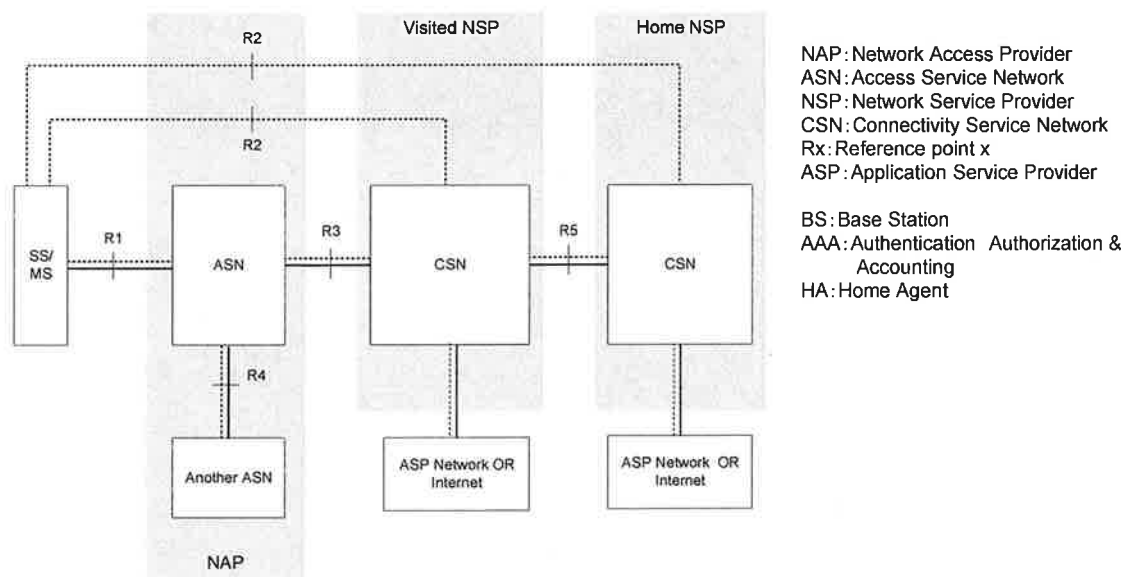 Visited NSP
Home NSP
R2
R2
SS/
MS
R1
ASN
R3
CSN
R5
CSN
R4
Another ASN
ASP Network OR
Internet
ASP Network OR
Internet
NAP
NAP: Network Access Provider
ASN: Access Service Network
NSP: Network Service Provider
CSN: Connectivity Service Network
Rx: Reference point x
ASP: Application Service Provider
BS: Base Station
AAA: Authentication Authorization &
Accounting
HA: Home Agent